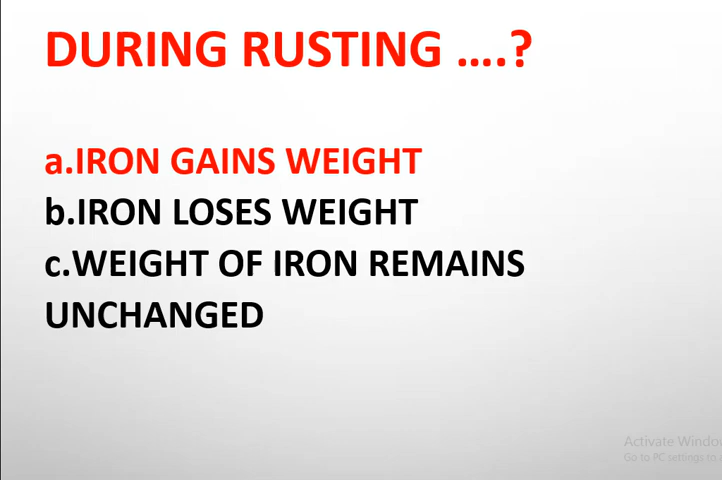 DURING RUSTING ....?
a.IRON GAINS WEIGHT
b.IRON LOSES WEIGHT
c.WEIGHT OF IRON REMAINS
UNCHANGED
Activate Window
Go to PC settings to